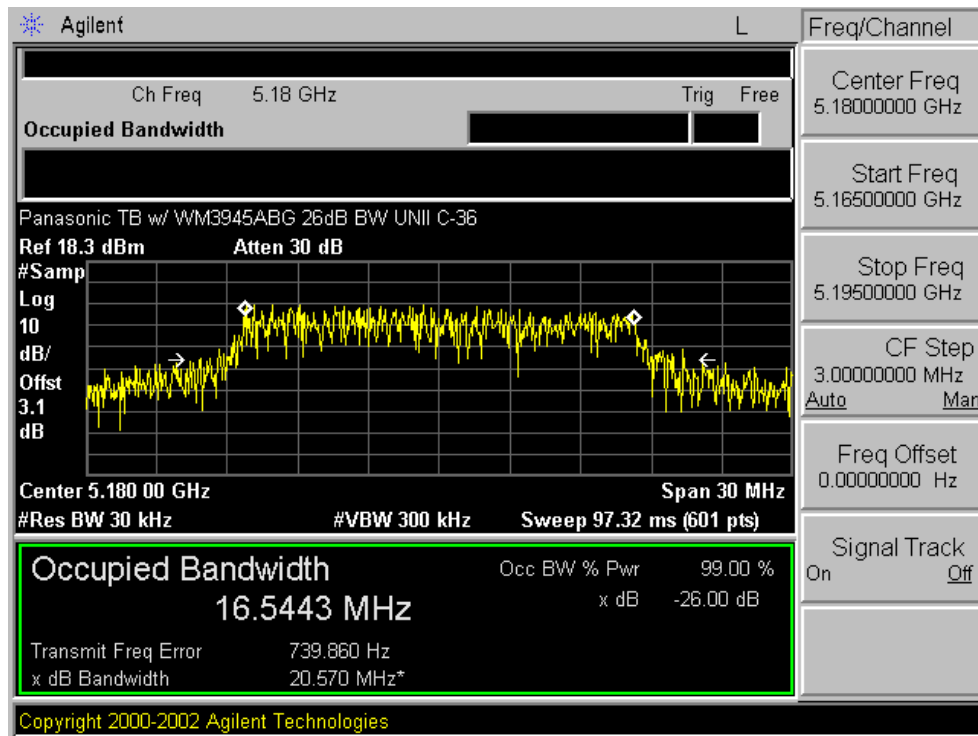 Agilent L Freq/Channel
Ch Freq 5.18 GHz Trig Free
Occupied Bandwidth
Center Freq
5.18000000 GHz
Start Freq
5.16500000 GHz
Stop Freq
5.19500000 GHz
CF Step
3.00000000 MHz
Auto Man
Freq Offset
0.00000000 Hz
Signal Track
On Off
Panasonic TB w/ WM3945ABG 26dB BW UNII C-36
Ref 18.3 dBm Atten 30 dB
#Samp
Log
10
dB/
Offst
3.1
dB
Center 5.180 00 GHz Span 30 MHz
#Res BW 30 kHz #VBW 300 kHz Sweep 97.32 ms (601 pts)
Occupied Bandwidth
16.5443 MHz
Occ BW % Pwr 99.00 %
x dB -26.00 dB
Transmit Freq Error 739.860 Hz
x dB Bandwidth 20.570 MHz*
Copyright 2000-2002 Agilent Technologies